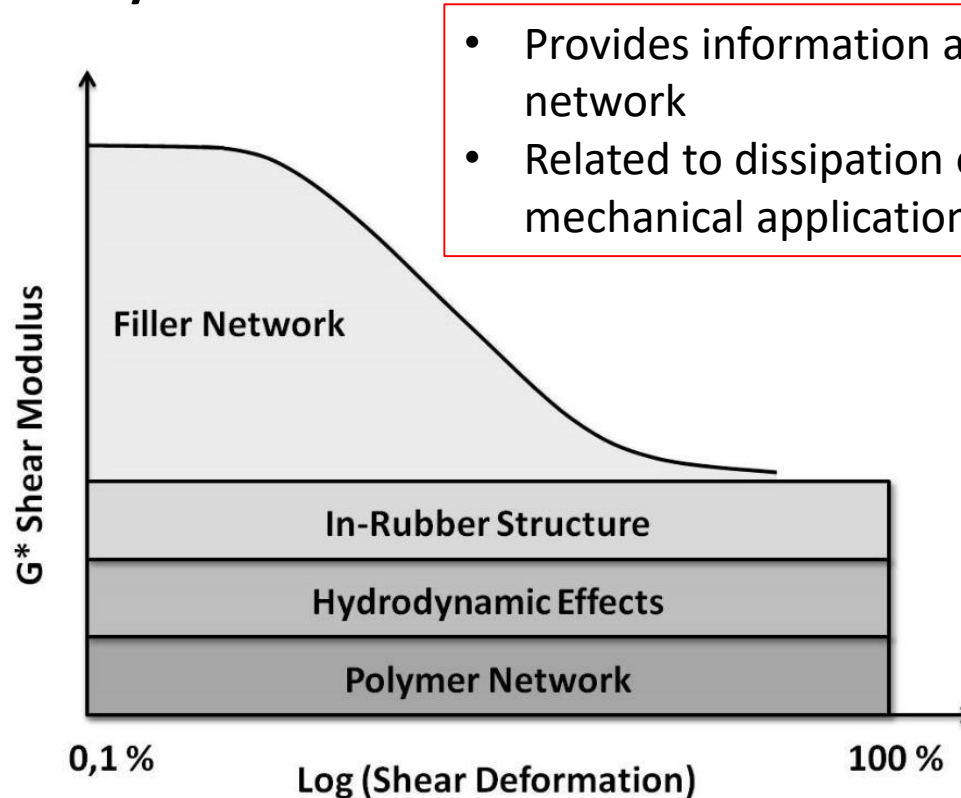 • Provides information a
network
• Related to dissipation
mechanical application
G* Shear Modulus
Filler Network
In-Rubber Structure
Hydrodynamic Effects
Polymer Network
0,1 %
100 %
Log (Shear Deformation)